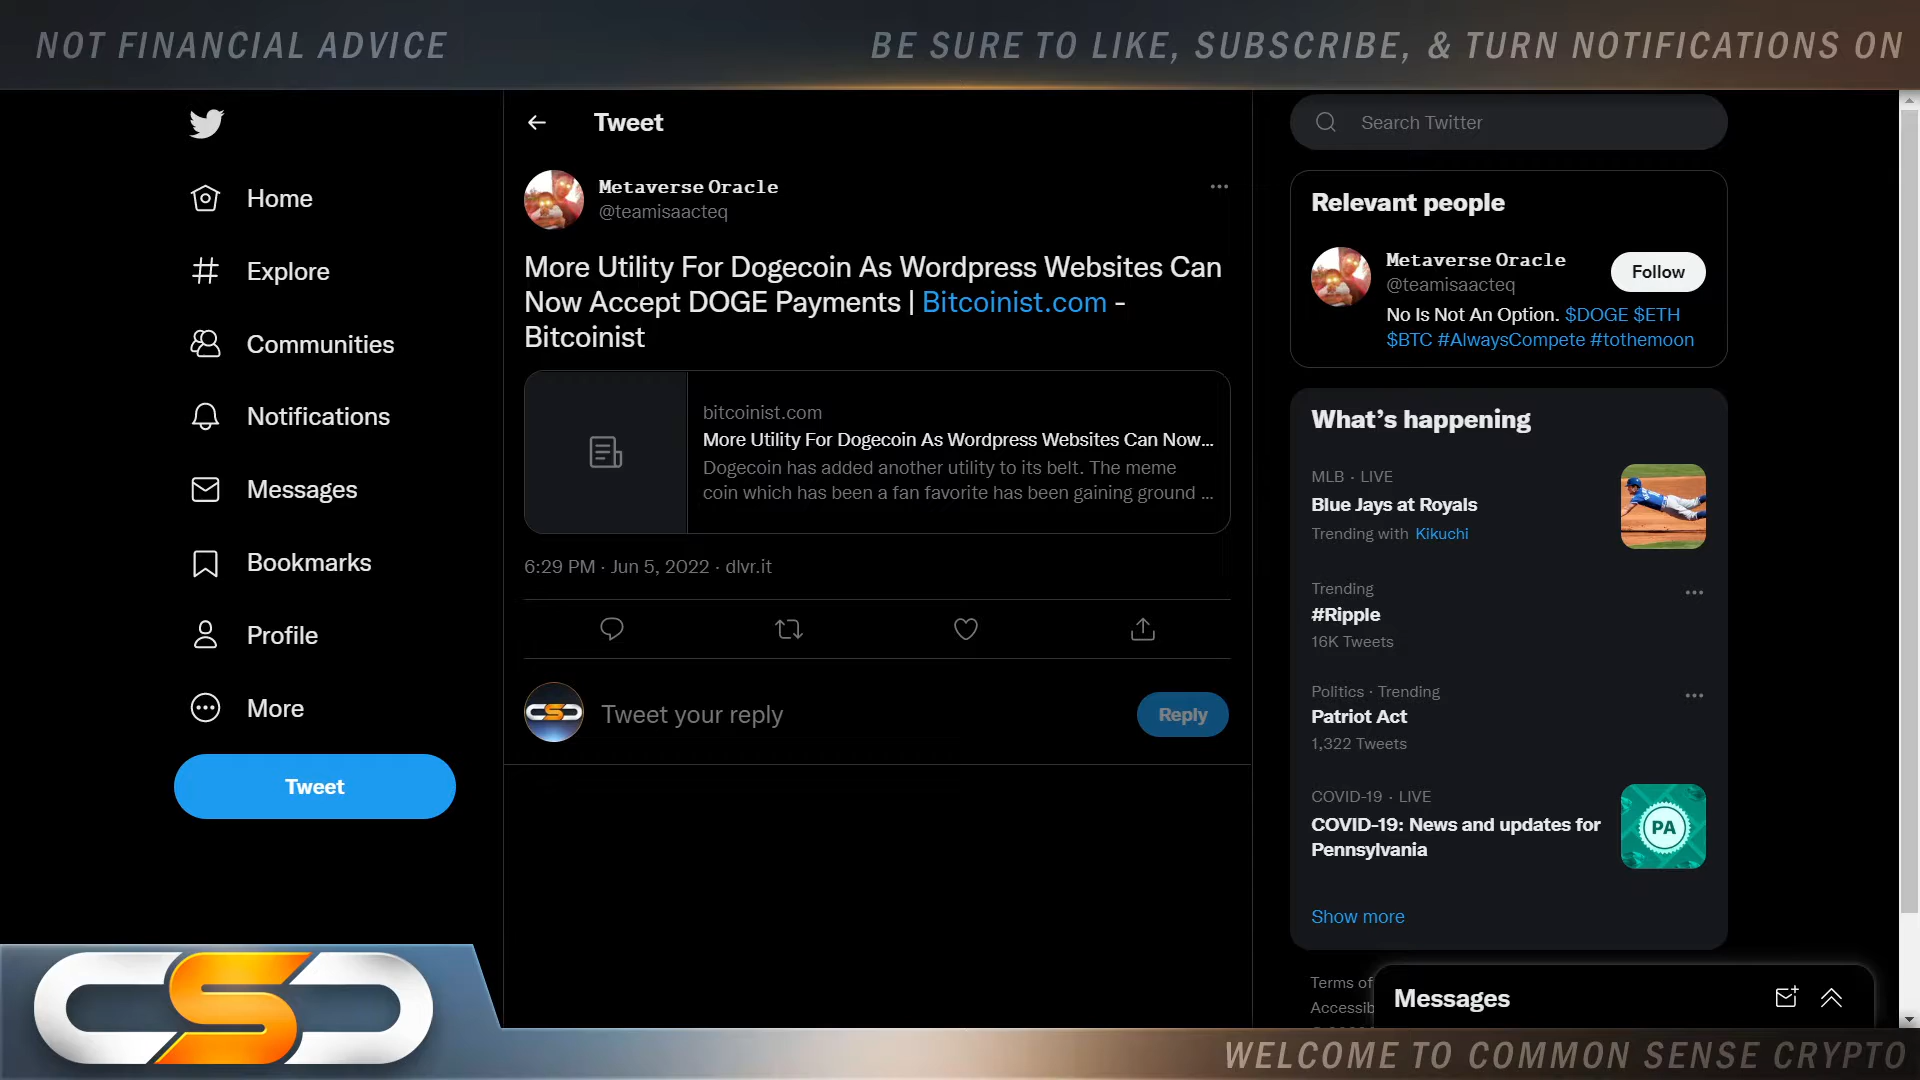 NOT FINANCIAL ADVICE
BE SURE TO LIKE, SUBSCRIBE, & TURN NOTIFICATIONS ON
Home
Explore
Communities
Notifications
Messages
Bookmarks
Profile
More
Tweet
Tweet
Metaverse Oracle
@teamisaacteq
More Utility For Dogecoin As Wordpress Websites Can
Now Accept DOGE Payments | Bitcoinist.com -
Bitcoinist
bitcoinist.com
More Utility For Dogecoin As Wordpress Websites Can Now...
Dogecoin has added another utility to its belt. The meme
coin which has been a fan favorite has been gaining ground ...
6:29 PM · Jun 5, 2022 · dlvr.it
CSC
Tweet your reply
Reply
Search Twitter
Relevant people
Metaverse Oracle
@teamisaacteq
Follow
No Is Not An Option. $DOGE $ETH
$BTC #AlwaysCompete #tothemoon
What's happening
MLB · LIVE
Blue Jays at Royals
Trending with Kikuchi
Trending
#Ripple
16K Tweets
Politics · Trending
Patriot Act
1,322 Tweets
COVID-19 · LIVE
COVID-19: News and updates for
Pennsylvania
PA
Show more
Terms of
Accessib
Messages
CSC
WELCOME TO COMMON SENSE CRYPTO